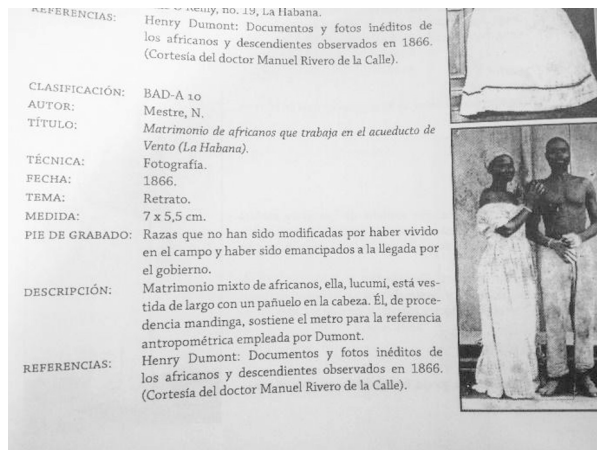 REFERENCIAS:
O'Reilly, no. 19, La Habana.
Henry Dumont: Documentos y fotos inéditos de
los africanos y descendientes observados en 1866.
(Cortesía del doctor Manuel Rivero de la Calle).
CLASIFICACIÓN: BAD-A 10
AUTOR: Mestre, N.
TÍTULO: Matrimonio de africanos que trabaja en el acueducto de
Vento (La Habana).
TÉCNICA: Fotografía.
FECHA: 1866.
TEMA: Retrato.
MEDIDA: 7 x 5,5 cm.
PIE DE GRABADO: Razas que no han sido modificadas por haber vivido
en el campo y haber sido emancipados a la llegada por
el gobierno.
DESCRIPCIÓN: Matrimonio mixto de africanos, ella, lucumí, está ves-
tida de largo con un pañuelo en la cabeza. Él, de proce-
dencia mandinga, sostiene el metro para la referencia
antropométrica empleada por Dumont.
REFERENCIAS: Henry Dumont: Documentos y fotos inéditos de
los africanos y descendientes observados en 1866.
(Cortesía del doctor Manuel Rivero de la Calle).